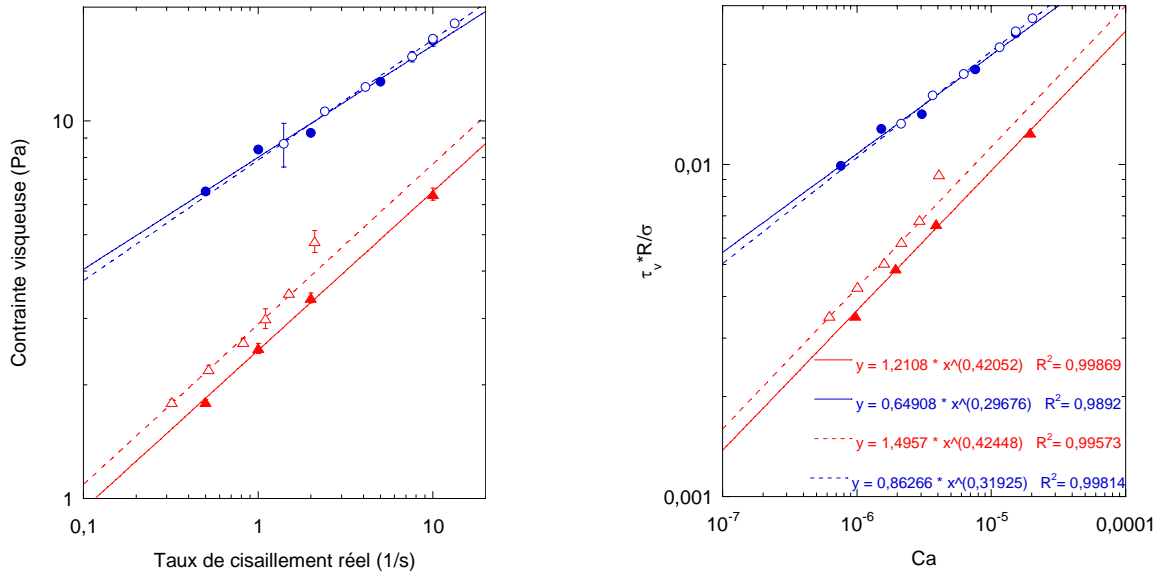 Contrainte visqueuse (Pa)
10
1
0,1
1
10
Taux de cisaillement réel (1/s)
τ_v*R/σ
0,01
0,001
y = 1,2108 * x^(0,42052) R²= 0,99869
y = 0,64908 * x^(0,29676) R²= 0,9892
y = 1,4957 * x^(0,42448) R²= 0,99573
y = 0,86266 * x^(0,31925) R²= 0,99814
10⁻⁷
10⁻⁶
10⁻⁵
0,0001
Ca